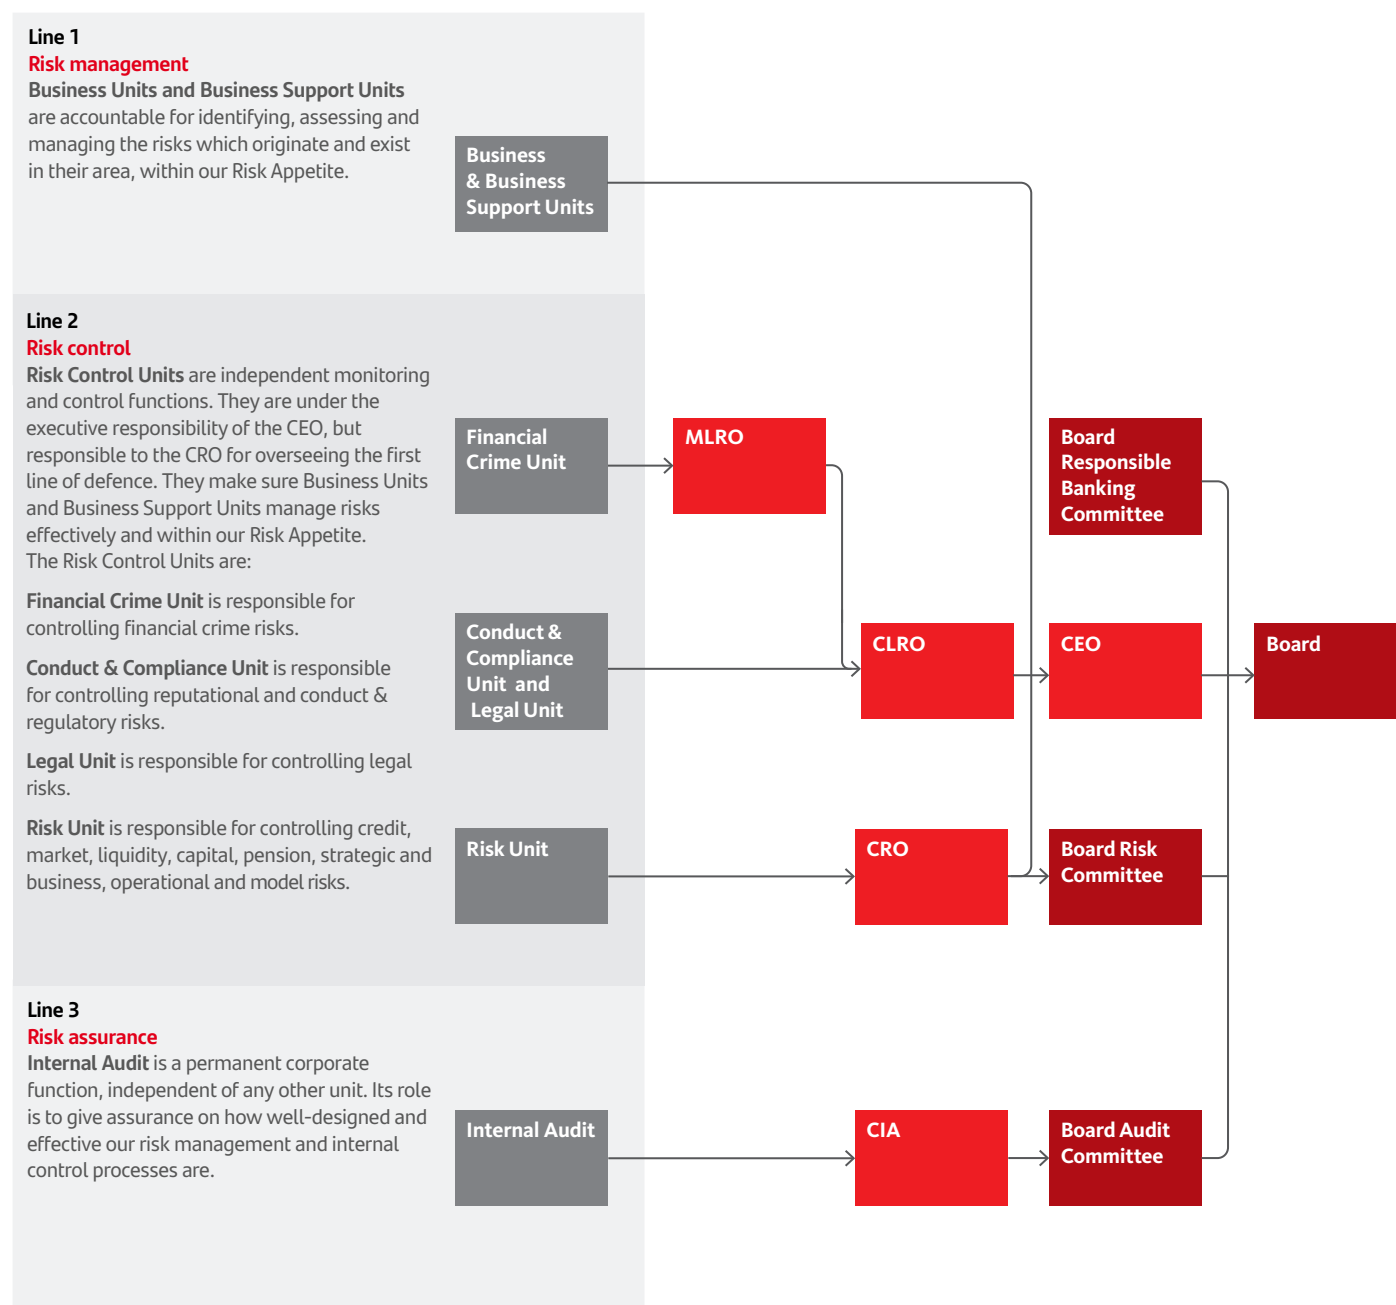 Line 1
Risk management
Business Units and Business Support Units
are accountable for identifying, assessing and
managing the risks which originate and exist
in their area, within our Risk Appetite.
Business
& Business
Support Units
Line 2
Risk control
Risk Control Units are independent monitoring
and control functions. They are under the
executive responsibility of the CEO, but
responsible to the CRO for overseeing the first
line of defence. They make sure Business Units
and Business Support Units manage risks
effectively and within our Risk Appetite.
The Risk Control Units are:
Financial Crime Unit is responsible for
controlling financial crime risks.
Conduct & Compliance Unit is responsible
for controlling reputational and conduct &
regulatory risks.
Legal Unit is responsible for controlling legal
risks.
Risk Unit is responsible for controlling credit,
market, liquidity, capital, pension, strategic and
business, operational and model risks.
Financial
Crime Unit
MLRO
Board
Responsible
Banking
Committee
Conduct &
Compliance
Unit and
Legal Unit
CLRO
CEO
Board
Risk Unit
CRO
Board Risk
Committee
Line 3
Risk assurance
Internal Audit is a permanent corporate
function, independent of any other unit. Its role
is to give assurance on how well-designed and
effective our risk management and internal
control processes are.
Internal Audit
CIA
Board Audit
Committee